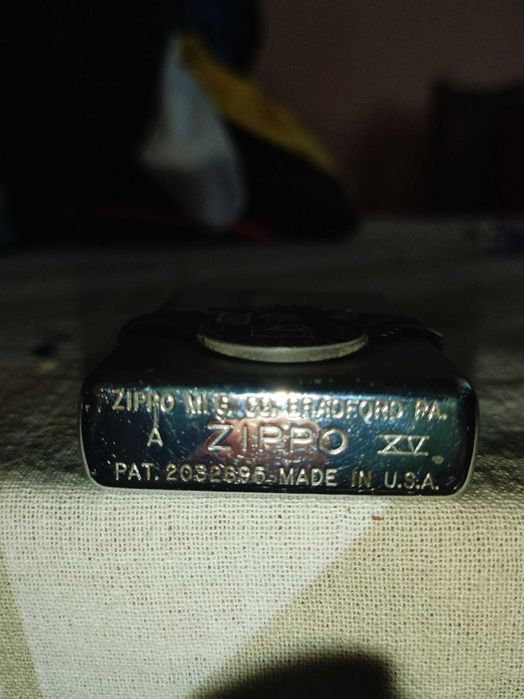 ZIPPO MFG. CO. BRADFORD PA.
A ZIPPO XV
PAT. 2032695 MADE IN U.S.A.